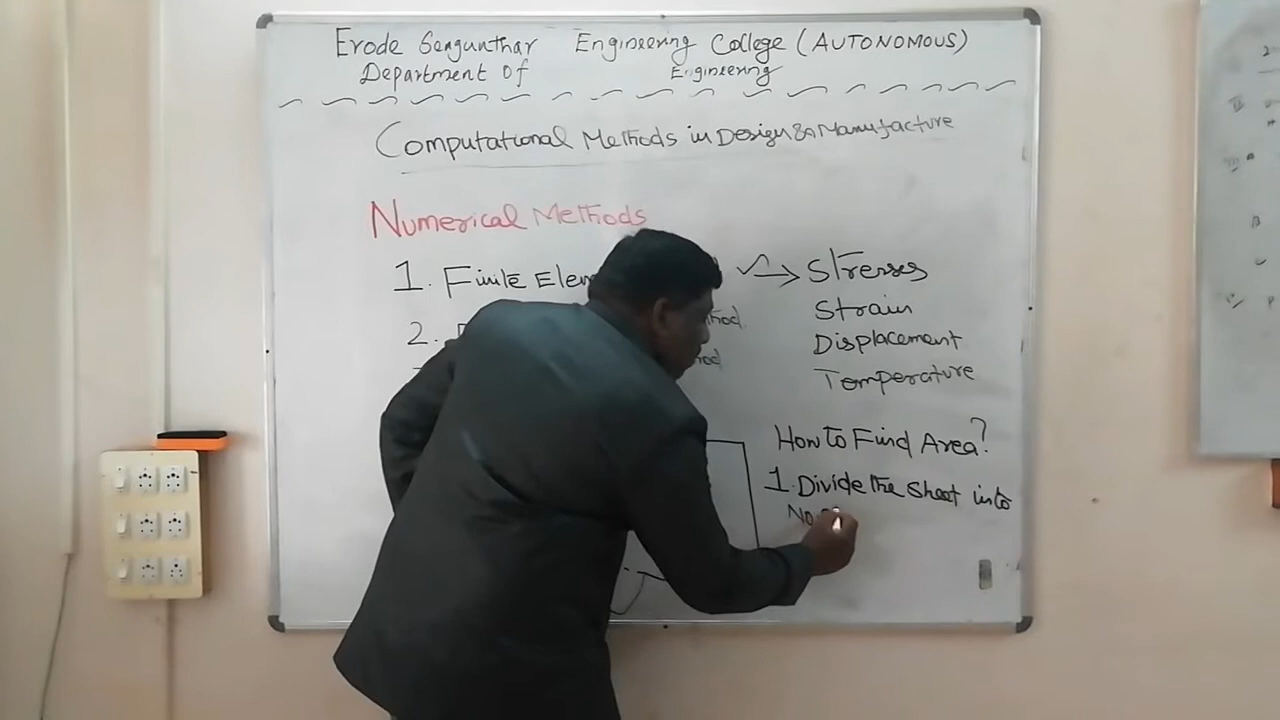 Erode Sengunthar Engineering College (AUTONOMOUS)
Department of Engineering
Computational Methods in Design & Manufacture
Numerical Methods
1. Finite
2.
Stresses
Strain
Displacement
Temperature
How to Find Area?
1. Divide the Sheet into
No.